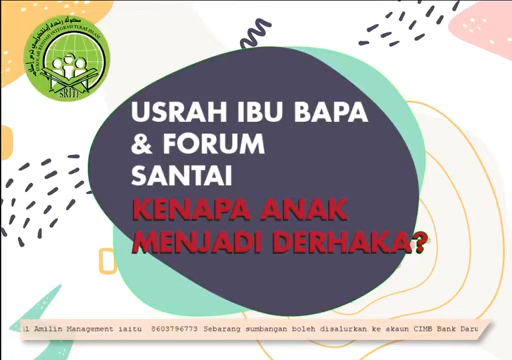 SRITI
USRAH IBU BAPA
& FORUM
SANTAI
KENAPA ANAK
MENJADI DERHAKA?
Amilin Management iaitu 8603796773 Sebarang sumbangan boleh disalurkan ke akaun CIMB Bank